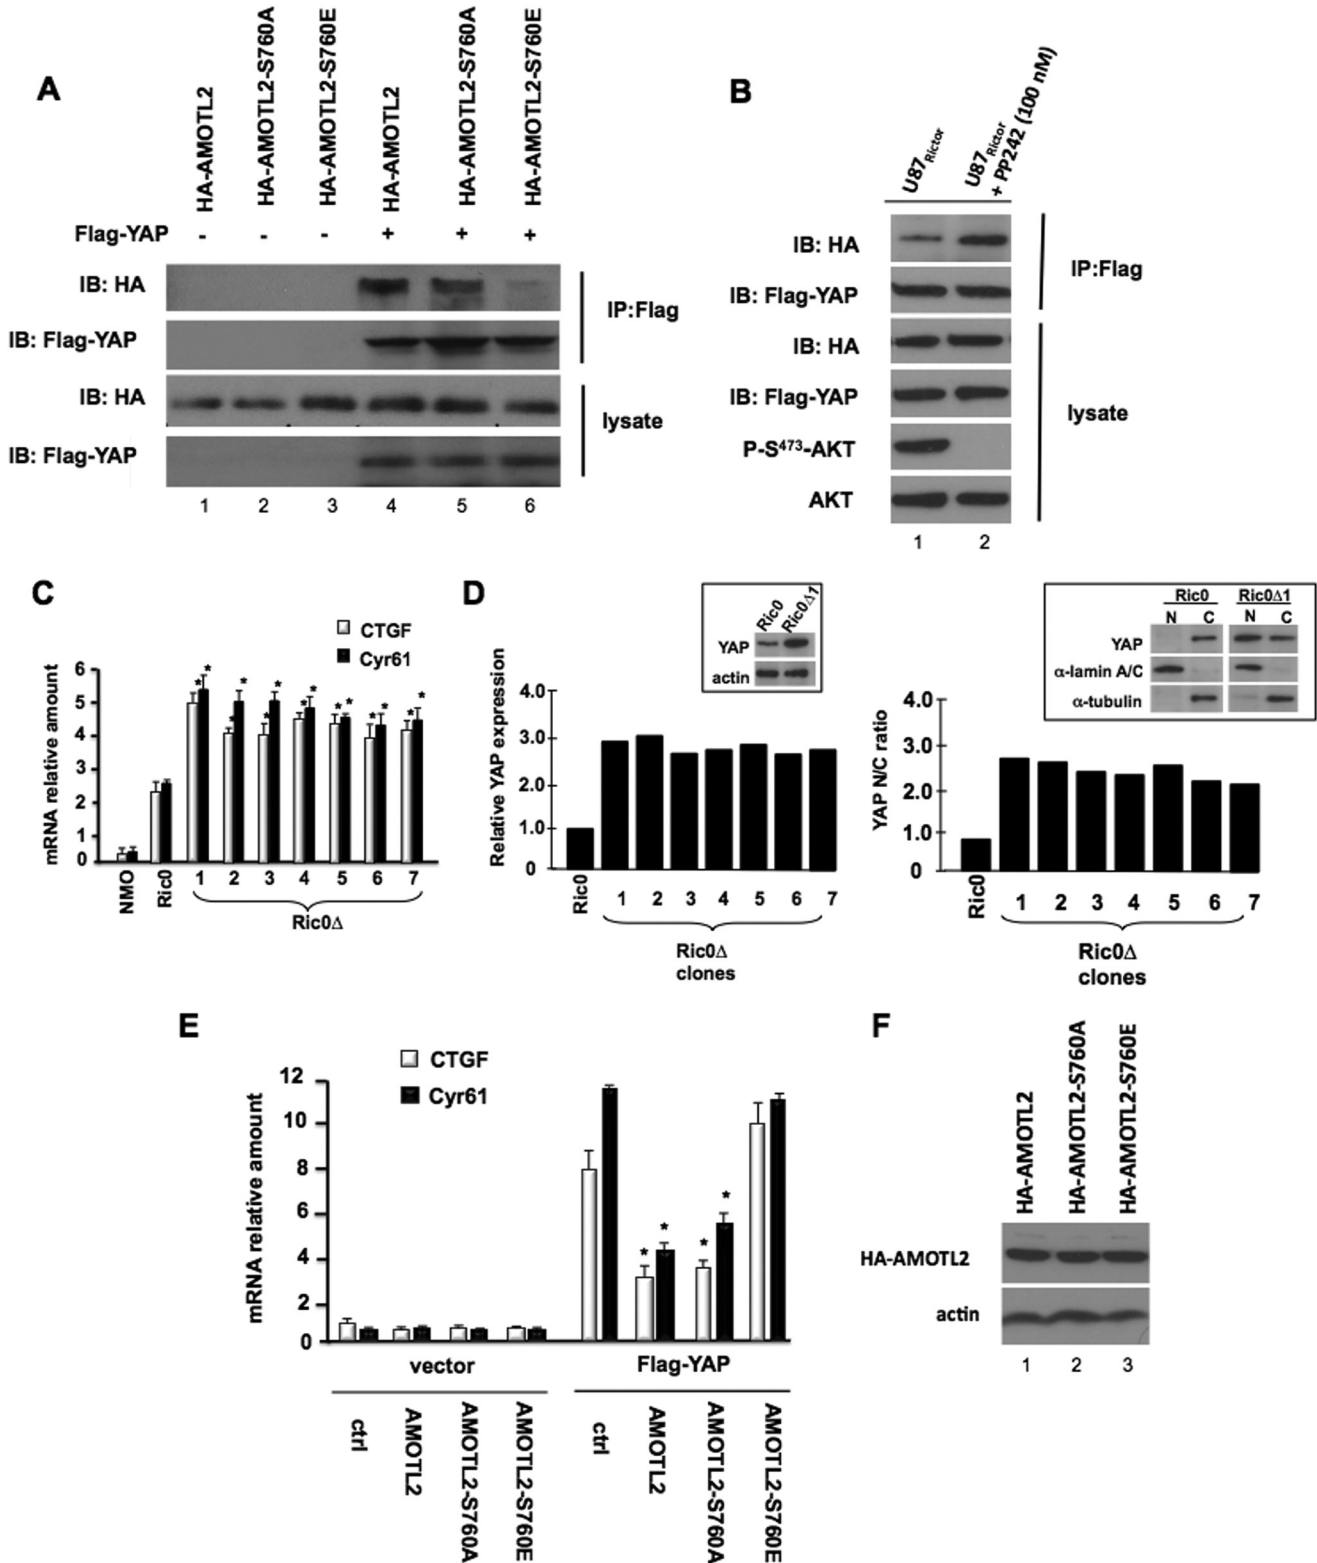 A
HA-AMOTL2
HA-AMOTL2-S760A
HA-AMOTL2-S760E
HA-AMOTL2
HA-AMOTL2-S760A
HA-AMOTL2-S760E
Flag-YAP - - - + + +
IB: HA
IB: Flag-YAP
IP:Flag
IB: HA
IB: Flag-YAP
lysate
1 2 3 4 5 6
B
U87Rictor
U87Rictor
+ PP242 (100 nM)
IB: HA
IB: Flag-YAP
IP:Flag
IB: HA
IB: Flag-YAP
P-S473-AKT
AKT
lysate
1 2
C
CTGF
Cyr61
mRNA relative amount
6
5
4
3
2
1
0
* * * * * * * * * * * * * *
NMO
Ric0
1 2 3 4 5 6 7
Ric0Δ
D
Ric0
Ric0Δ1
YAP
actin
Relative YAP expression
4.0
3.0
2.0
1.0
0
Ric0
1 2 3 4 5 6 7
Ric0Δ
clones
Ric0 Ric0Δ1
N C N C
YAP
α-lamin A/C
α-tubulin
YAP N/C ratio
4.0
3.0
2.0
1.0
0
Ric0
1 2 3 4 5 6 7
Ric0Δ
clones
E
CTGF
Cyr61
mRNA relative amount
12
10
8
6
4
2
0
* * * *
vector
Flag-YAP
ctrl
AMOTL2
AMOTL2-S760A
AMOTL2-S760E
ctrl
AMOTL2
AMOTL2-S760A
AMOTL2-S760E
F
HA-AMOTL2
HA-AMOTL2-S760A
HA-AMOTL2-S760E
HA-AMOTL2
actin
1 2 3